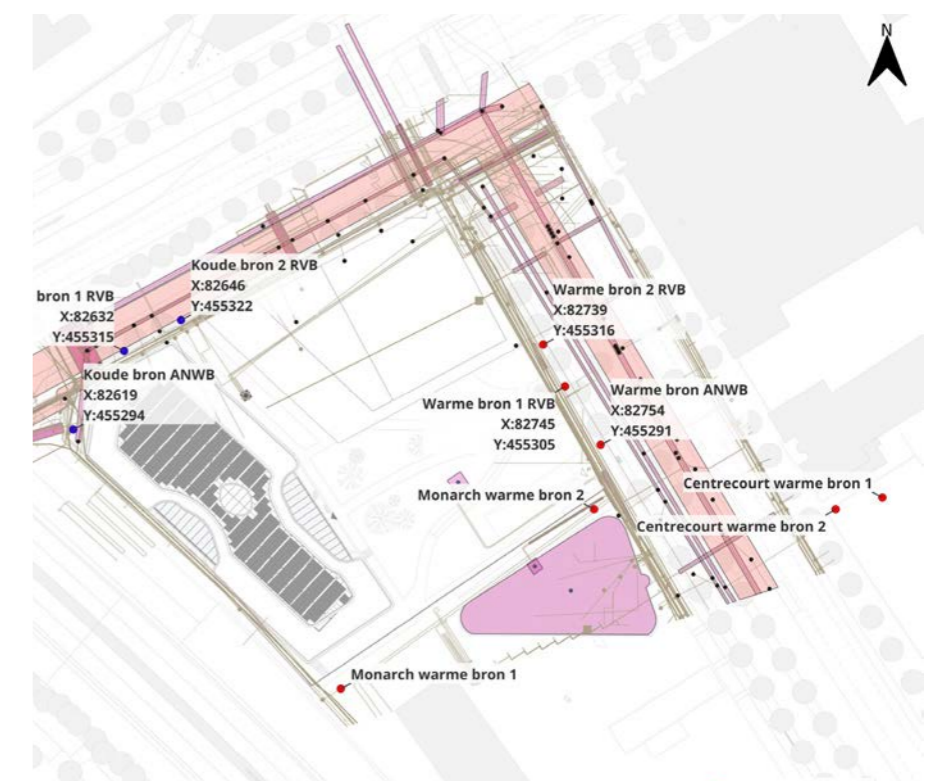 N
Koude bron 2 RVB
X:82646
Y:455322
bron 1 RVB
X:82632
Y:455315
Koude bron ANWB
X:82619
Y:455294
Warme bron 2 RVB
X:82739
Y:455316
Warme bron 1 RVB
X:82745
Y:455305
Warme bron ANWB
X:82754
Y:455291
Monarch warme bron 2
Centrecourt warme bron 1
Centrecourt warme bron 2
Monarch warme bron 1